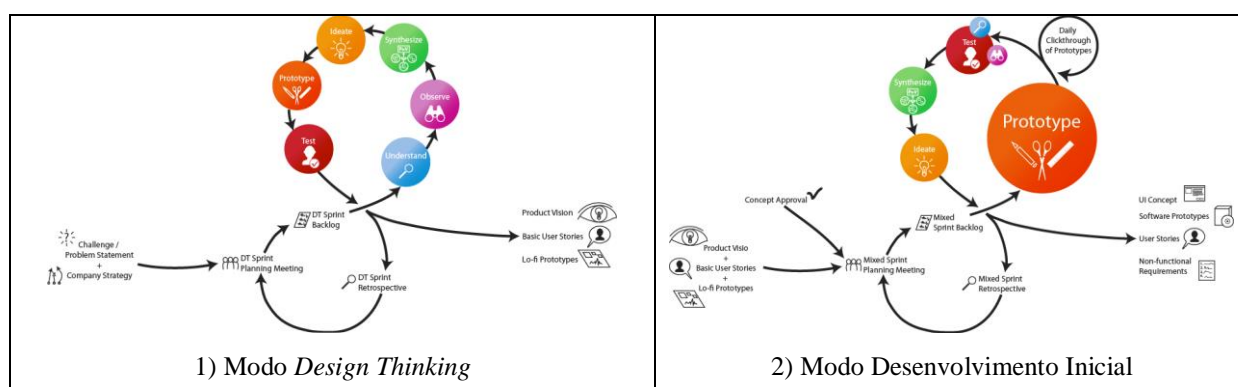 Ideate
Synthesize
Prototype
Observe
Test
Understand
DT Sprint
Backlog
Product Vision
Basic User Stories
Lo-fi Prototypes
Challenge /
Problem Statement
+
Company Strategy
DT Sprint
Planning Meeting
DT Sprint
Retrospective
1) Modo Design Thinking
Test
Daily
Clickthrough
of Prototypes
Synthesize
Prototype
Ideate
Concept Approval
Mixed
Sprint Backlog
UI Concept
Software Prototypes
User Stories
Non-functional
Requirements
Product Visio
+
Basic User Stories
+
Lo-fi Prototypes
Mixed Sprint
Planning Meeting
Mixed Sprint
Retrospective
2) Modo Desenvolvimento Inicial